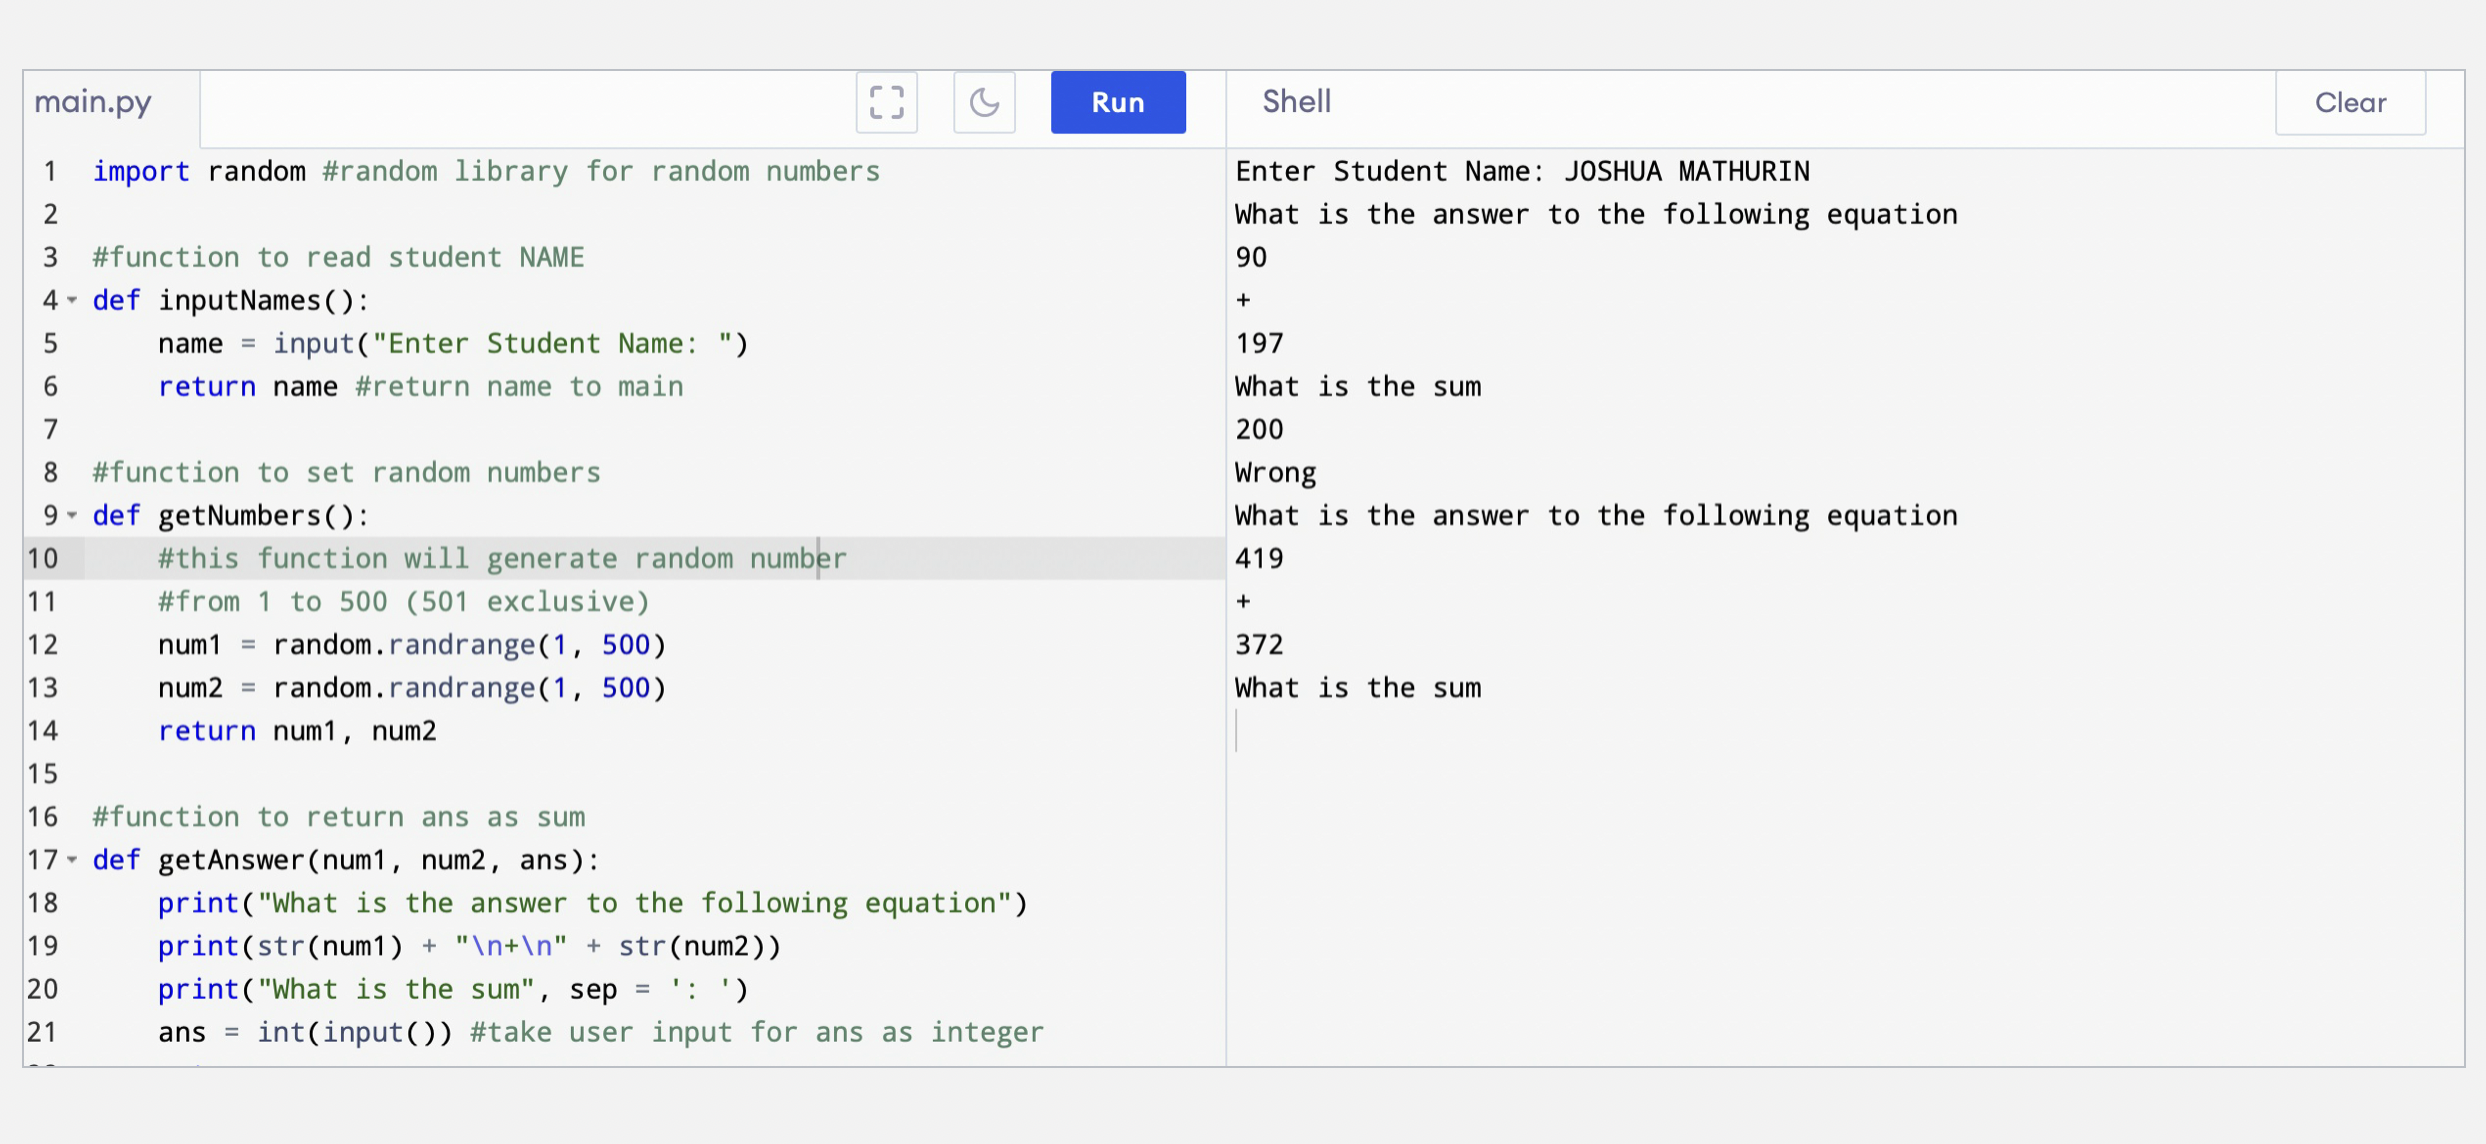 main.py
Run
Shell
Clear
1 import random #random library for random numbers
2
3 #function to read student NAME
4 def inputNames():
5     name = input("Enter Student Name: ")
6     return name #return name to main
7
8 #function to set random numbers
9 def getNumbers():
10     #this function will generate random number
11     #from 1 to 500 (501 exclusive)
12     num1 = random.randrange(1, 500)
13     num2 = random.randrange(1, 500)
14     return num1, num2
15
16 #function to return ans as sum
17 def getAnswer(num1, num2, ans):
18     print("What is the answer to the following equation")
19     print(str(num1) + "\n+\n" + str(num2))
20     print("What is the sum", sep = ': ')
21     ans = int(input()) #take user input for ans as integer
Enter Student Name: JOSHUA MATHURIN
What is the answer to the following equation
90
+
197
What is the sum
200
Wrong
What is the answer to the following equation
419
+
372
What is the sum